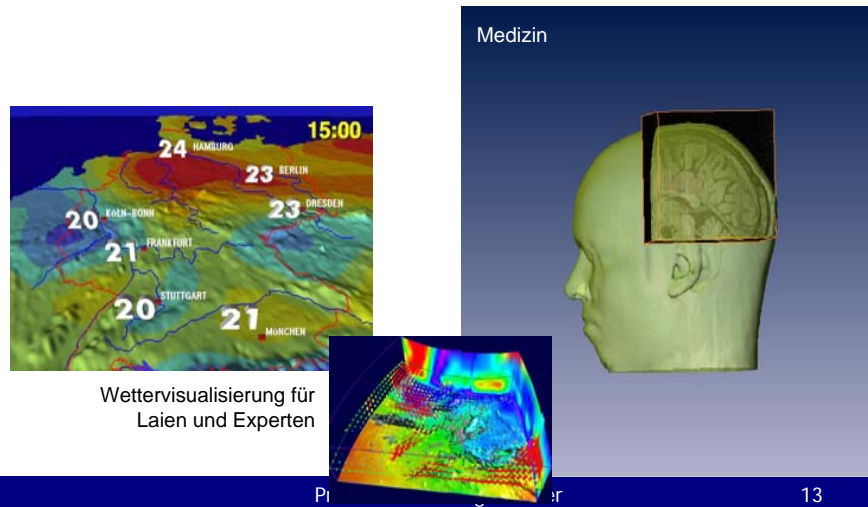 Medizin
15:00
24 HAMBURG
23 BERLIN
23 DRESDEN
20 KÖLN-BONN
21 FRANKFURT
20 STUTTGART
21 MÜNCHEN
Wettervisualisierung für
Laien und Experten
13